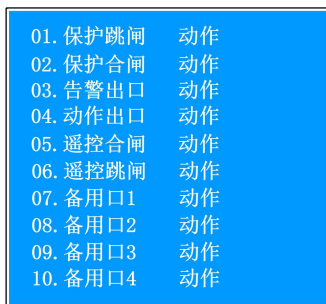 01.保护跳闸 动作
02.保护合闸 动作
03.告警出口 动作
04.动作出口 动作
05.遥控合闸 动作
06.遥控跳闸 动作
07.备用口1 动作
08.备用口2 动作
09.备用口3 动作
10.备用口4 动作